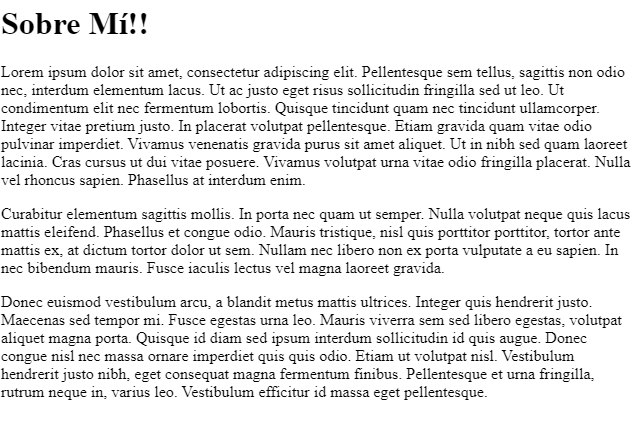 Sobre Mí!!
Lorem ipsum dolor sit amet, consectetur adipiscing elit. Pellentesque sem tellus, sagittis non odio
nec, interdum elementum lacus. Ut ac justo eget risus sollicitudin fringilla sed ut leo. Ut
condimentum elit nec fermentum lobortis. Quisque tincidunt quam nec tincidunt ullamcorper.
Integer vitae pretium justo. In placerat volutpat pellentesque. Etiam gravida quam vitae odio
pulvinar imperdiet. Vivamus venenatis gravida purus sit amet aliquet. Ut in nibh sed quam laoreet
lacinia. Cras cursus ut dui vitae posuere. Vivamus volutpat urna vitae odio fringilla placerat. Nulla
vel rhoncus sapien. Phasellus at interdum enim.
Curabitur elementum sagittis mollis. In porta nec quam ut semper. Nulla volutpat neque quis lacus
mattis eleifend. Phasellus et congue odio. Mauris tristique, nisl quis porttitor porttitor, tortor ante
mattis ex, at dictum tortor dolor ut sem. Nullam nec libero non ex porta vulputate a eu sapien. In
nec bibendum mauris. Fusce iaculis lectus vel magna laoreet gravida.
Donec euismod vestibulum arcu, a blandit metus mattis ultrices. Integer quis hendrerit justo.
Maecenas sed tempor mi. Fusce egestas urna leo. Mauris viverra sem sed libero egestas, volutpat
aliquet magna porta. Quisque id diam sed ipsum interdum sollicitudin id quis augue. Donec
congue nisl nec massa ornare imperdiet quis quis odio. Etiam ut volutpat nisl. Vestibulum
hendrerit justo nibh, eget consequat magna fermentum finibus. Pellentesque et urna fringilla,
rutrum neque in, varius leo. Vestibulum efficitur id massa eget pellentesque.